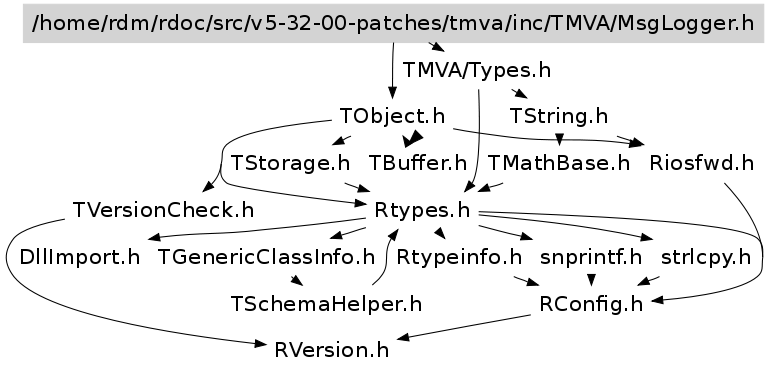 /home/rdm/rdoc/src/v5-32-00-patches/tmva/inc/TMVA/MsgLogger.h
TMVA/Types.h
TObject.h
TString.h
TStorage.h
TBuffer.h
TMathBase.h
Riosfwd.h
TVersionCheck.h
Rtypes.h
DllImport.h
TGenericClassInfo.h
Rtypeinfo.h
snprintf.h
strlcpy.h
TSchemaHelper.h
RConfig.h
RVersion.h